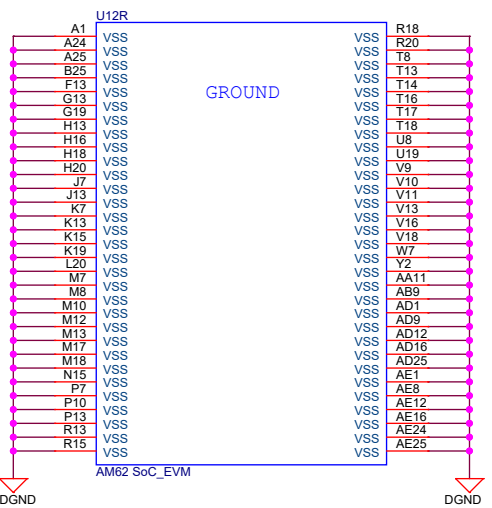 U12R
A1 VSS VSS R18
A24 VSS VSS R20
A25 VSS VSS T8
B25 VSS VSS T13
F13 VSS GROUND VSS T14
G13 VSS VSS T16
G19 VSS VSS T17
H13 VSS VSS T18
H16 VSS VSS U8
H18 VSS VSS U19
H20 VSS VSS V9
J7 VSS VSS V10
J13 VSS VSS V11
K7 VSS VSS V13
K13 VSS VSS V16
K15 VSS VSS V18
K19 VSS VSS W7
L20 VSS VSS Y2
M7 VSS VSS AA11
M8 VSS VSS AB9
M10 VSS VSS AD1
M12 VSS VSS AD9
M13 VSS VSS AD12
M17 VSS VSS AD16
M18 VSS VSS AD25
N15 VSS VSS AE1
P7 VSS VSS AE8
P10 VSS VSS AE12
P13 VSS VSS AE16
R13 VSS VSS AE24
R15 VSS VSS AE25
AM62 SoC_EVM
DGND DGND